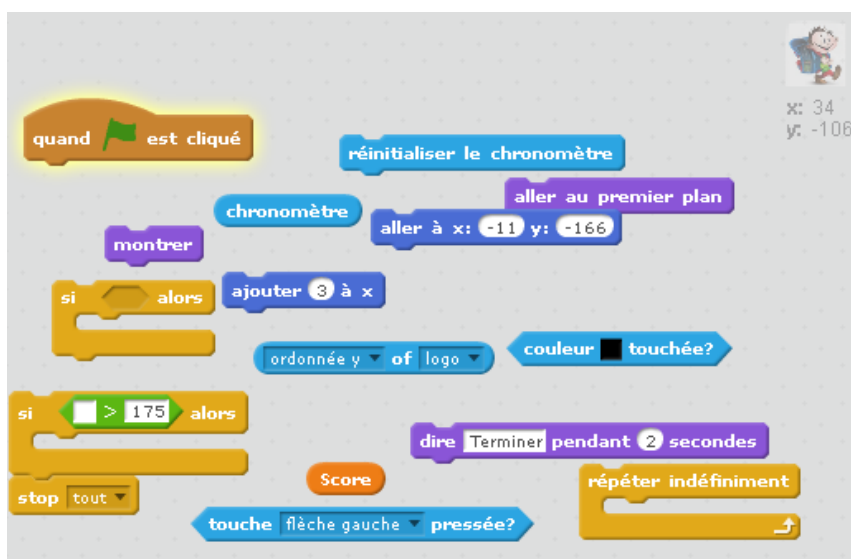 x: 34
y: -106
quand est cliqué
réinitialiser le chronomètre
aller au premier plan
chronomètre
aller à x: -11 y: -166
montrer
si alors
ajouter 3 à x
ordonnée y of logo
couleur touchée?
si > 175 alors
dire Terminer pendant 2 secondes
Score
répéter indéfiniment
stop tout
touche flèche gauche pressée?